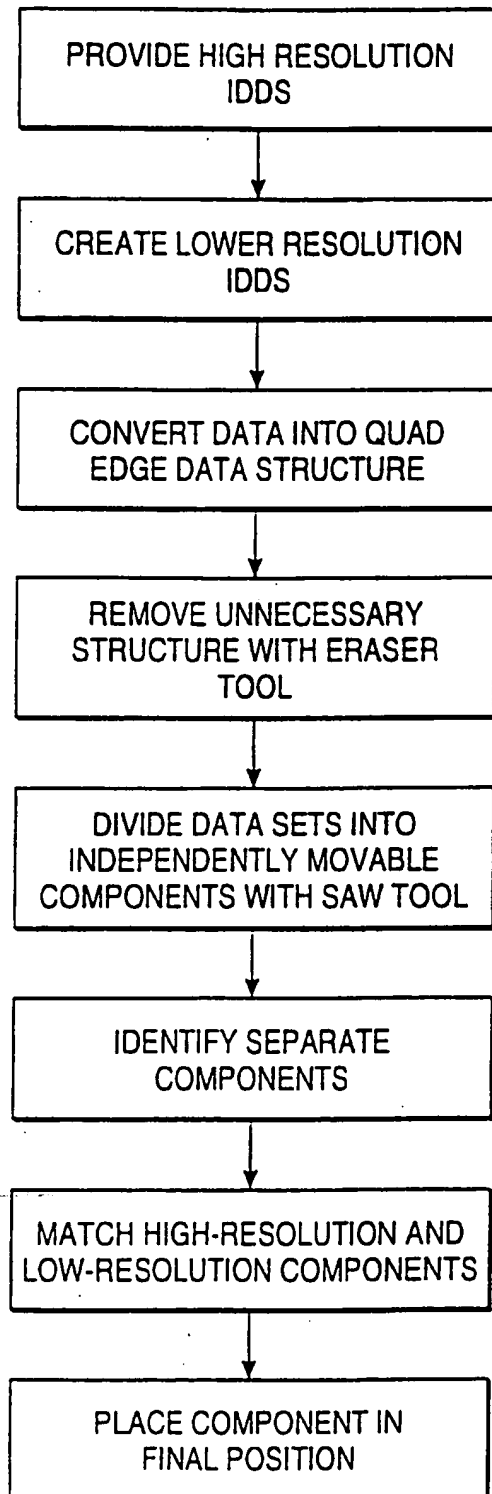 PROVIDE HIGH RESOLUTION
IDDS
CREATE LOWER RESOLUTION
IDDS
CONVERT DATA INTO QUAD
EDGE DATA STRUCTURE
REMOVE UNNECESSARY
STRUCTURE WITH ERASER
TOOL
DIVIDE DATA SETS INTO
INDEPENDENTLY MOVABLE
COMPONENTS WITH SAW TOOL
IDENTIFY SEPARATE
COMPONENTS
MATCH HIGH-RESOLUTION AND
LOW-RESOLUTION COMPONENTS
PLACE COMPONENT IN
FINAL POSITION